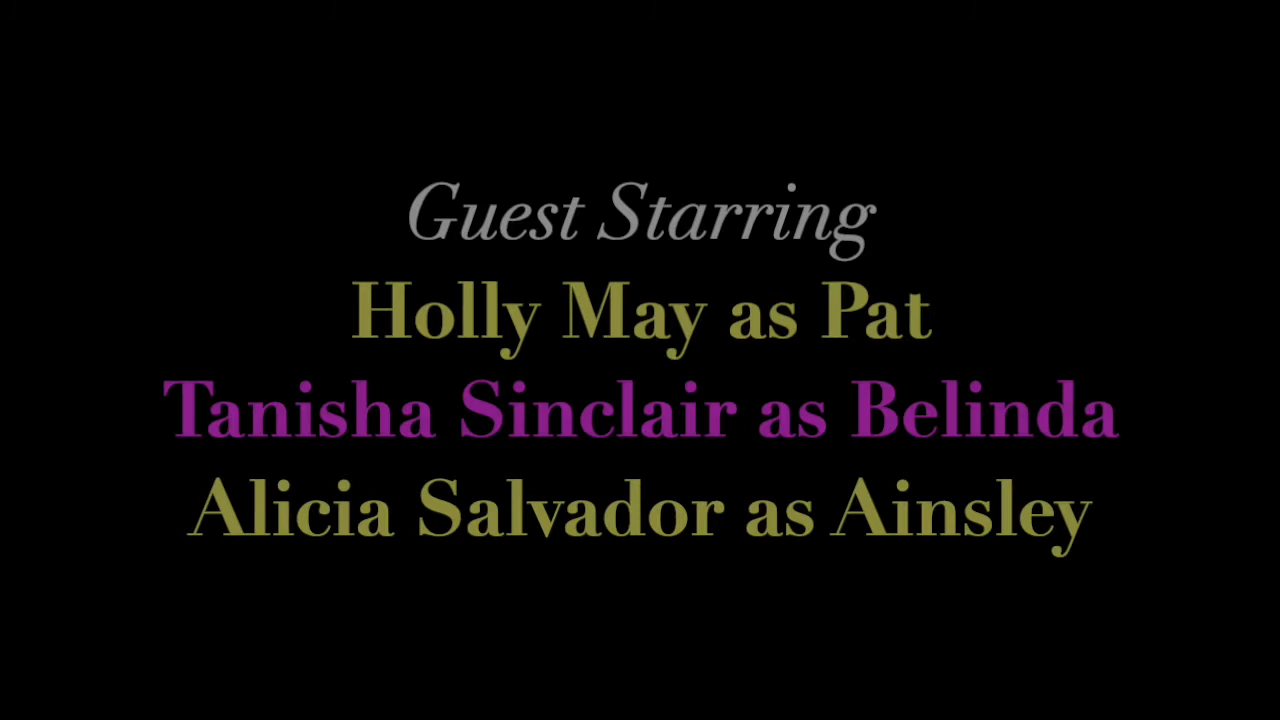 Guest Starring
Holly May as Pat
Tanisha Sinclair as Belinda
Alicia Salvador as Ainsley